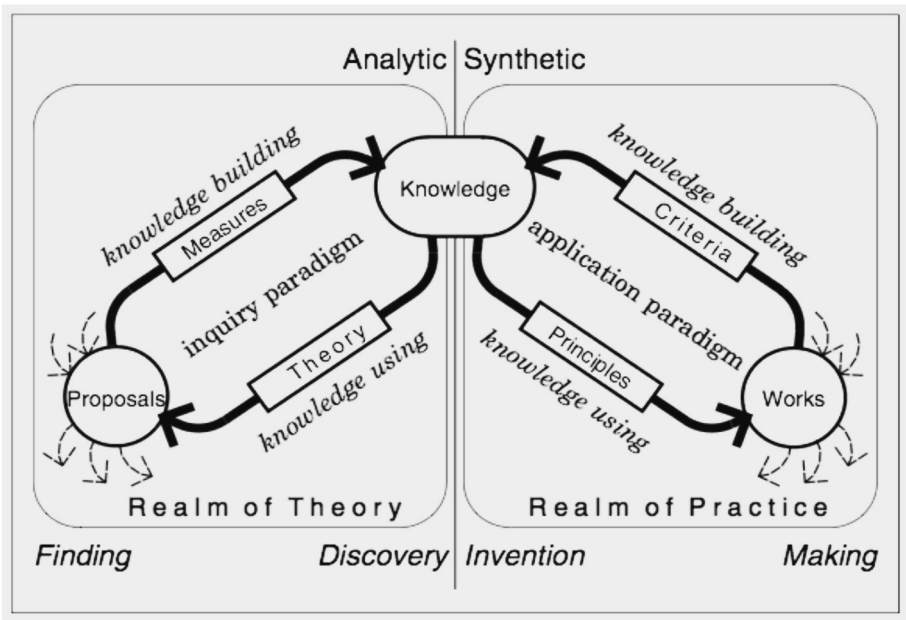 Analytic
Synthetic
knowledge building
knowledge building
Knowledge
Measures
Criteria
inquiry paradigm
application paradigm
Theory
Principles
knowledge using
knowledge using
Proposals
Works
Realm of Theory
Realm of Practice
Finding
Discovery
Invention
Making